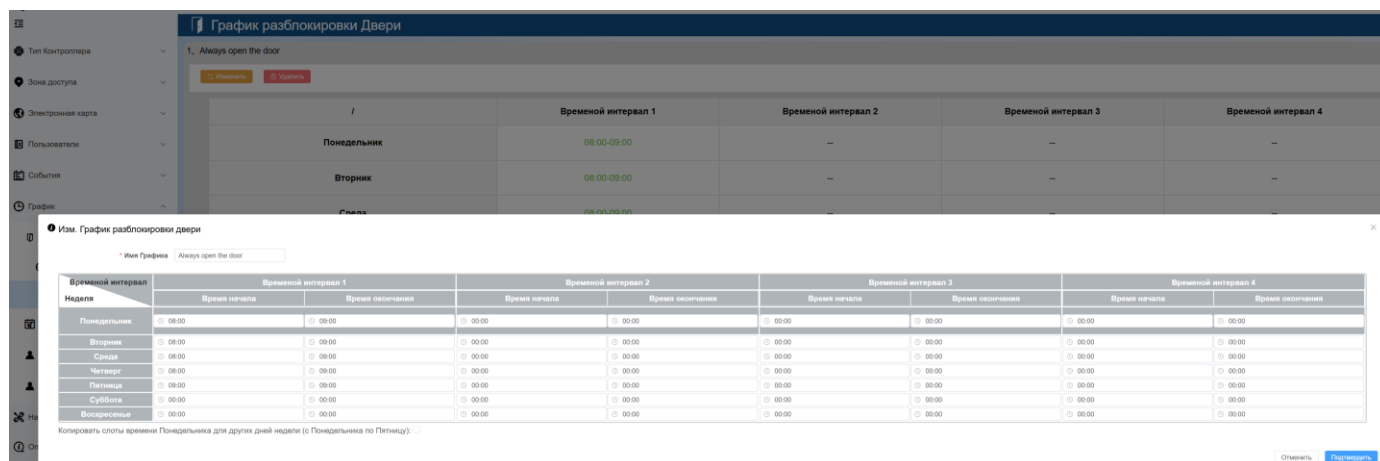 График разблокировки Двери
Тип Контроллера
1、Always open the door
Изменить Удалить
Зона доступа
/ Временой интервал 1 Временой интервал 2 Временой интервал 3 Временой интервал 4
Электронная карта
Понедельник 08:00-09:00 -- -- --
Пользователи
События
Вторник 08:00-09:00 -- -- --
График
Среда 08:00-09:00
Изм. График разблокировки двери
* Имя Графика Always open the door
Временой интервал Временой интервал 1 Временой интервал 2 Временой интервал 3 Временой интервал 4
Неделя Время начала Время окончания Время начала Время окончания Время начала Время окончания Время начала Время окончания
Понедельник 08:00 09:00 00:00 00:00 00:00 00:00 00:00 00:00
Вторник 08:00 09:00 00:00 00:00 00:00 00:00 00:00 00:00
Среда 08:00 09:00 00:00 00:00 00:00 00:00 00:00 00:00
Четверг 08:00 09:00 00:00 00:00 00:00 00:00 00:00 00:00
Пятница 08:00 09:00 00:00 00:00 00:00 00:00 00:00 00:00
Суббота 00:00 00:00 00:00 00:00 00:00 00:00 00:00 00:00
Воскресенье 00:00 00:00 00:00 00:00 00:00 00:00 00:00 00:00
Копировать слоты времени Понедельника для других дней недели (с Понедельника по Пятницу):
Отменить Подтвердить